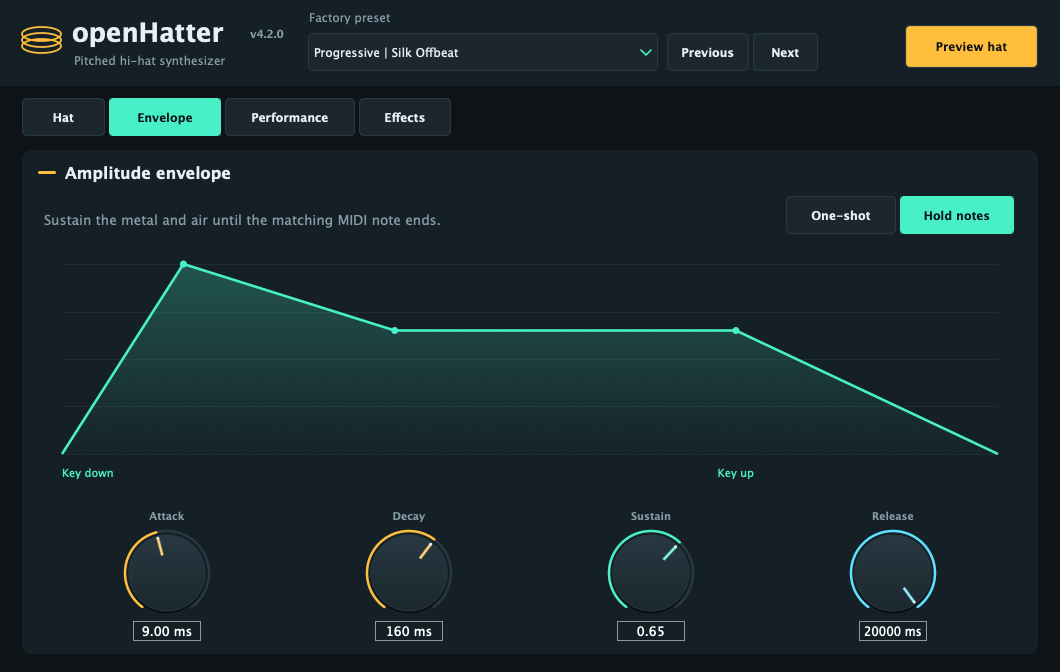 openHatter
v4.2.0
Pitched hi-hat synthesizer
Factory preset
Progressive | Silk Offbeat
Previous
Next
Preview hat
Hat
Envelope
Performance
Effects
Amplitude envelope
Sustain the metal and air until the matching MIDI note ends.
One-shot
Hold notes
Key down
Key up
Attack
Decay
Sustain
Release
9.00 ms
160 ms
0.65
20000 ms